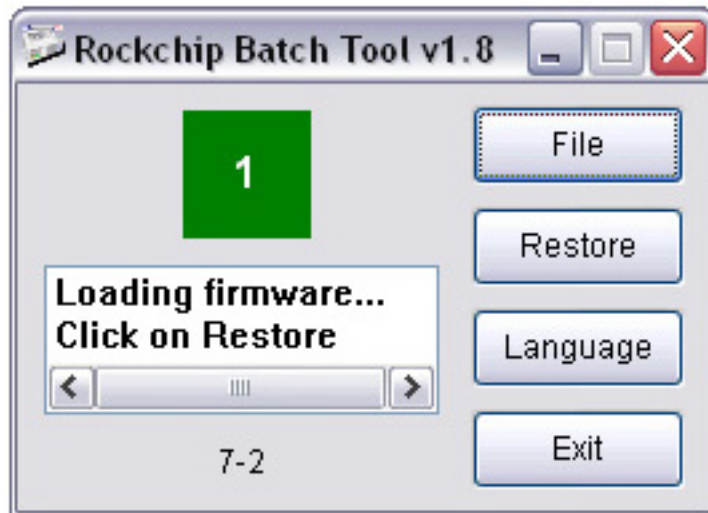 Rockchip Batch Tool v1.8
1
File
Restore
Loading firmware...
Click on Restore
Language
7-2
Exit